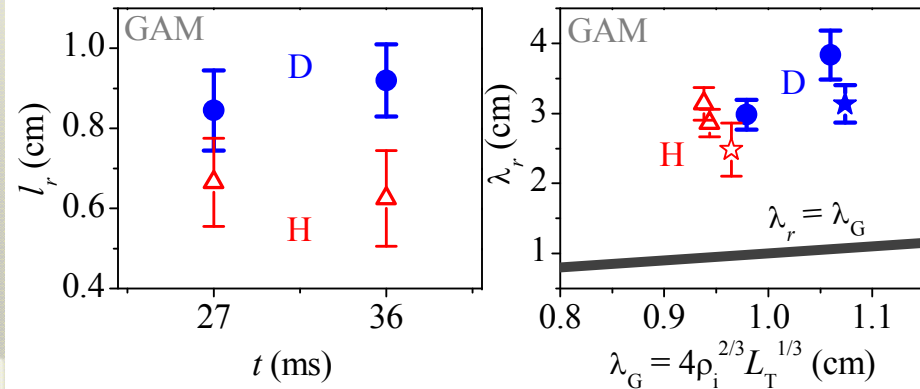 GAM
1.0
0.8
0.6
0.4
l_r (cm)
D
H
27
36
t (ms)
GAM
4
3
2
1
λ_r (cm)
D
H
λ_r = λ_G
0.8
0.9
1.0
1.1
λ_G = 4ρ_i^2/3 L_T^1/3 (cm)